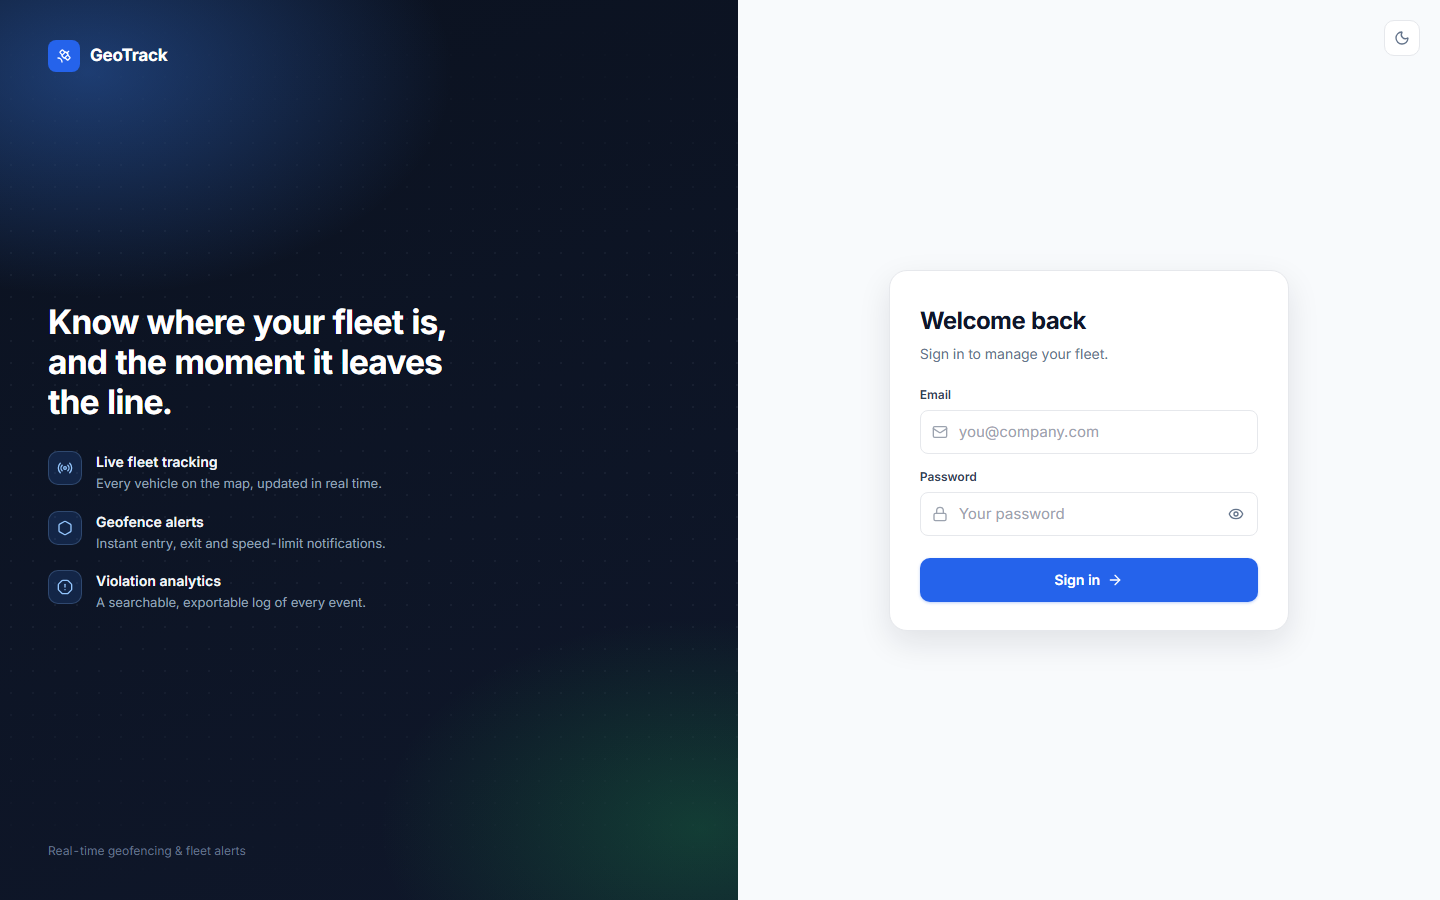 GeoTrack
Know where your fleet is,
and the moment it leaves
the line.
Live fleet tracking
Every vehicle on the map, updated in real time.
Geofence alerts
Instant entry, exit and speed-limit notifications.
Violation analytics
A searchable, exportable log of every event.
Real-time geofencing & fleet alerts
Welcome back
Sign in to manage your fleet.
Email
you@company.com
Password
Your password
Sign in